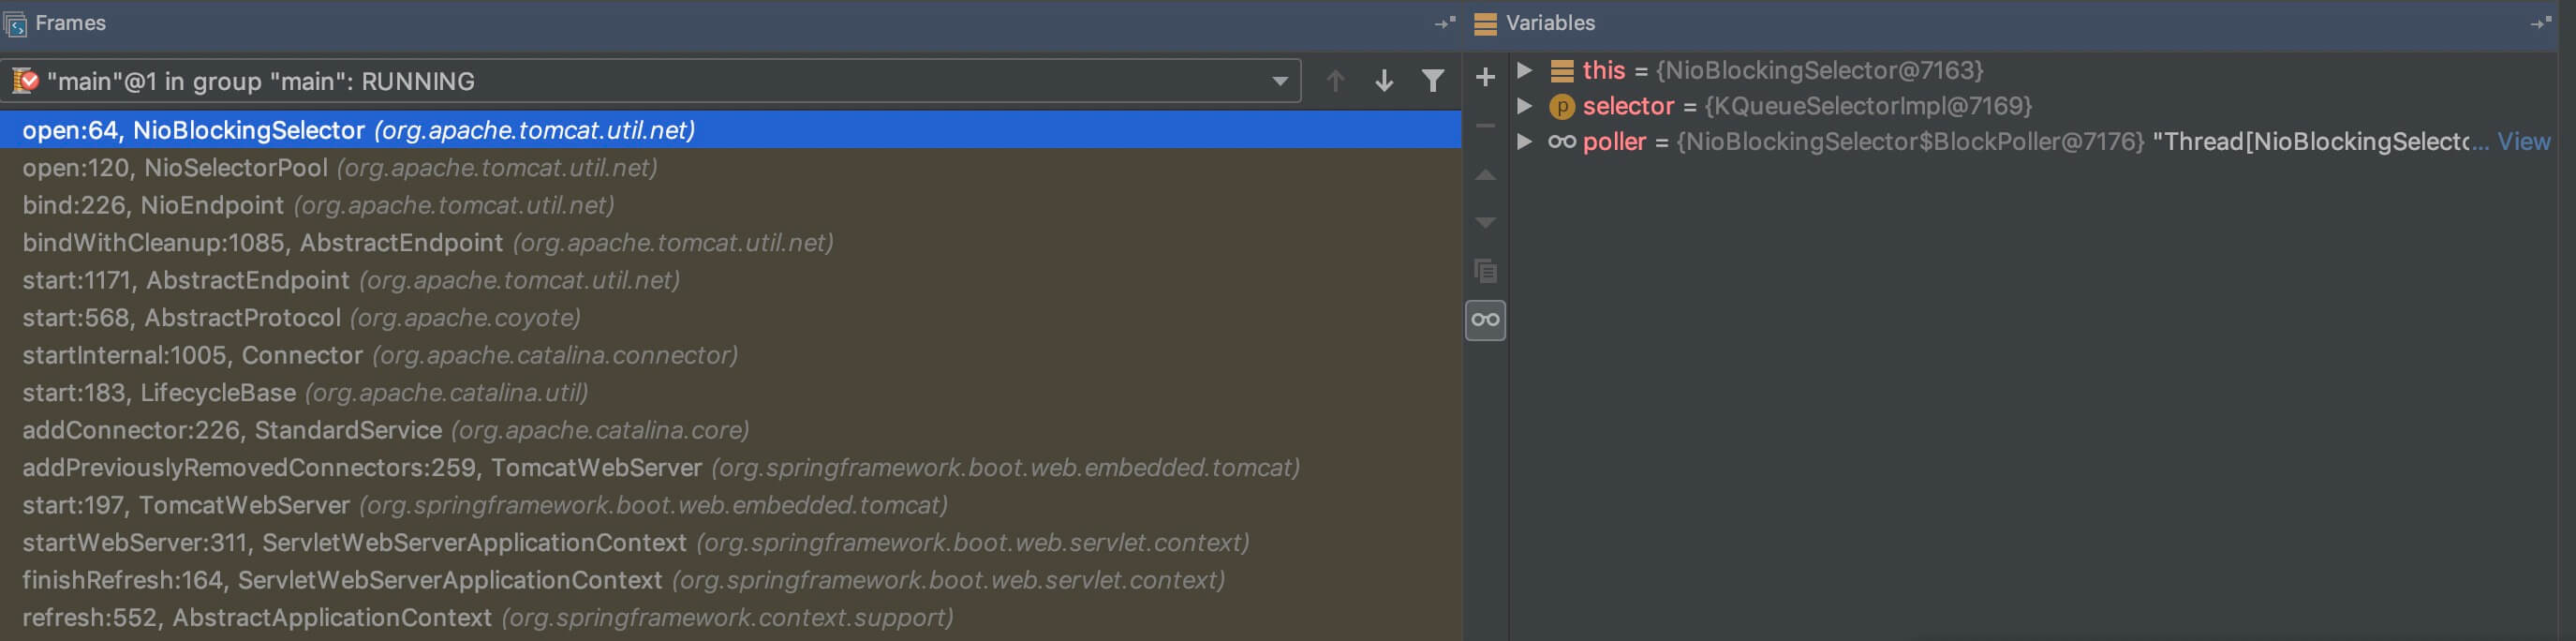 Frames
"main"@1 in group "main": RUNNING
open:64, NioBlockingSelector (org.apache.tomcat.util.net)
open:120, NioSelectorPool (org.apache.tomcat.util.net)
bind:226, NioEndpoint (org.apache.tomcat.util.net)
bindWithCleanup:1085, AbstractEndpoint (org.apache.tomcat.util.net)
start:1171, AbstractEndpoint (org.apache.tomcat.util.net)
start:568, AbstractProtocol (org.apache.coyote)
startInternal:1005, Connector (org.apache.catalina.connector)
start:183, LifecycleBase (org.apache.catalina.util)
addConnector:226, StandardService (org.apache.catalina.core)
addPreviouslyRemovedConnectors:259, TomcatWebServer (org.springframework.boot.web.embedded.tomcat)
start:197, TomcatWebServer (org.springframework.boot.web.embedded.tomcat)
startWebServer:311, ServletWebServerApplicationContext (org.springframework.boot.web.servlet.context)
finishRefresh:164, ServletWebServerApplicationContext (org.springframework.boot.web.servlet.context)
refresh:552, AbstractApplicationContext (org.springframework.context.support)
Variables
this = {NioBlockingSelector@7163}
p selector = {KQueueSelectorImpl@7169}
poller = {NioBlockingSelector$BlockPoller@7176} "Thread[NioBlockingSelectc... View